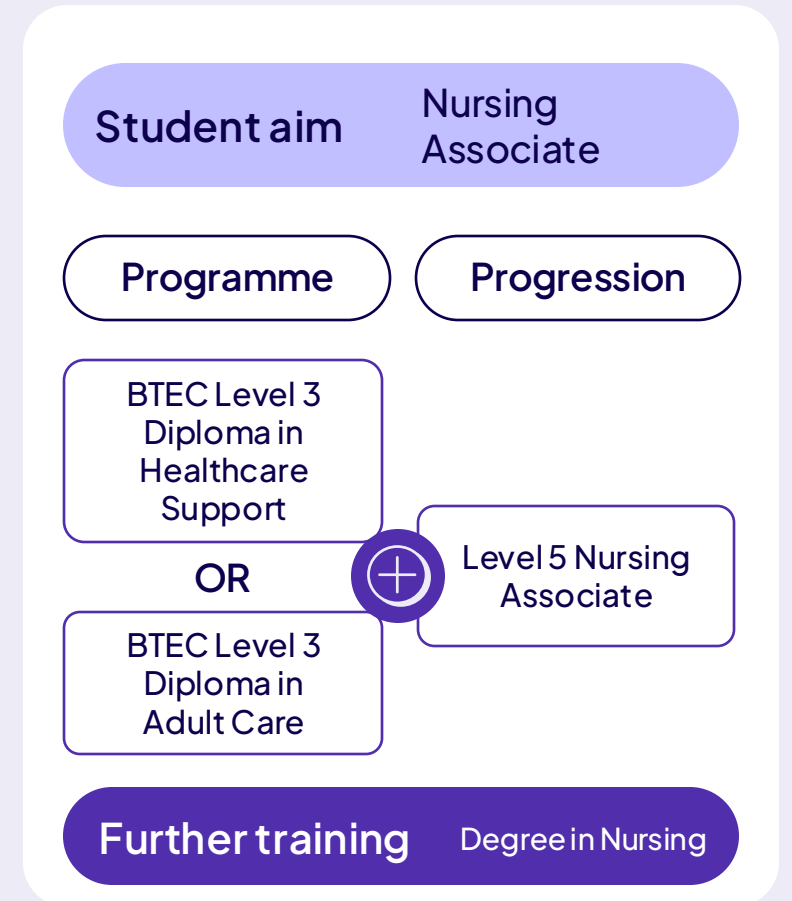 Student aim
Nursing
Associate
Programme
Progression
BTEC Level 3
Diploma in
Healthcare
Support
OR
BTEC Level 3
Diploma in
Adult Care
Level 5 Nursing
Associate
Further training
Degree in Nursing